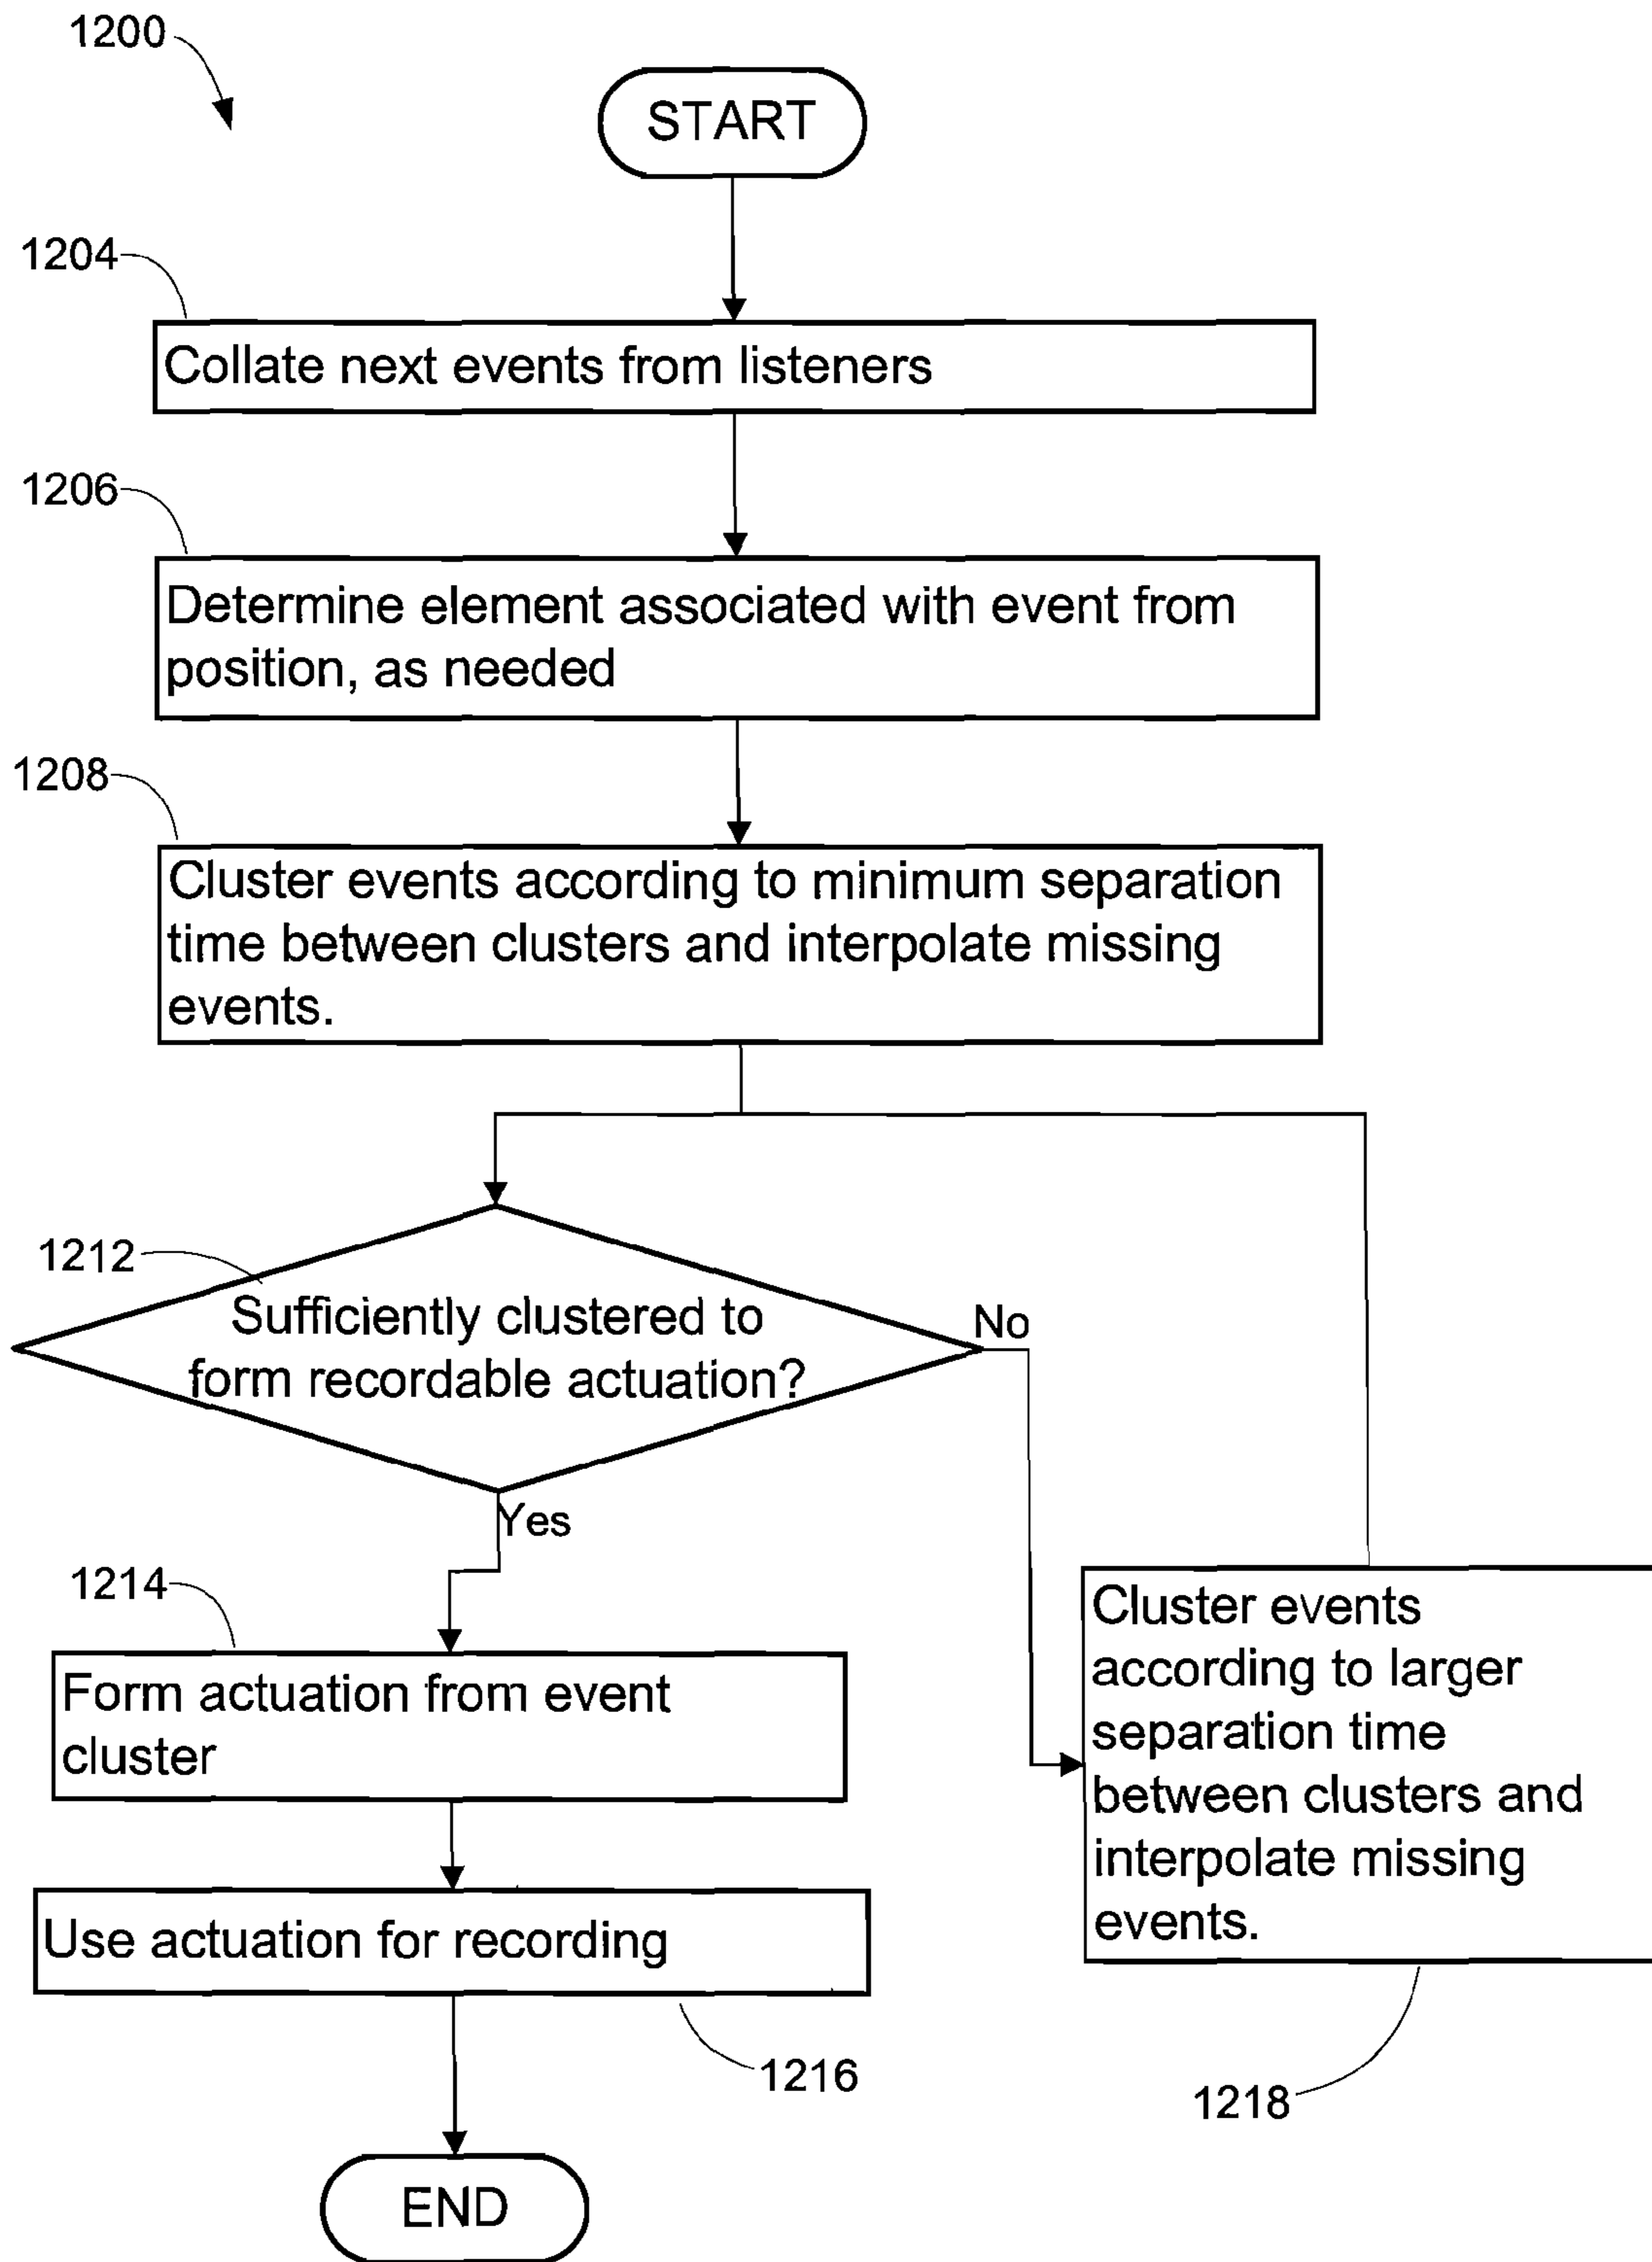 1200
START
1204
Collate next events from listeners
1206
Determine element associated with event from
position, as needed
1208
Cluster events according to minimum separation
time between clusters and interpolate missing
events.
1212
Sufficiently clustered to
form recordable actuation?
No
Yes
1214
Form actuation from event
cluster
Use actuation for recording
1216
END
Cluster events
according to larger
separation time
between clusters and
interpolate missing
events.
1218